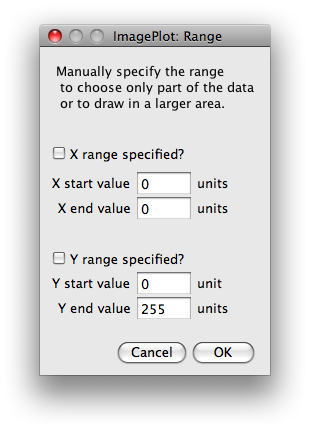 ImagePlot: Range
Manually specify the range
to choose only part of the data
or to draw in a larger area.
X range specified?
X start value 0 units
X end value 0 units
Y range specified?
Y start value 0 unit
Y end value 255 units
Cancel OK